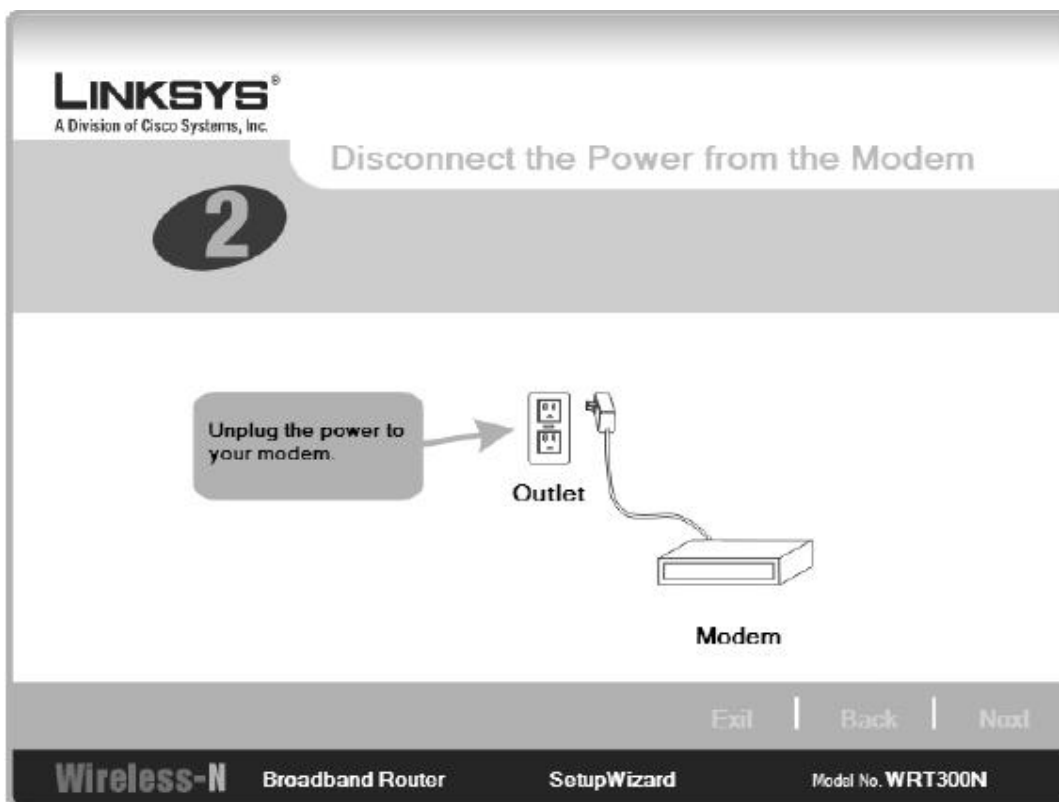 LINKSYS®
A Division of Cisco Systems, Inc.
Disconnect the Power from the Modem
2
Unplug the power to
your modem.
Outlet
Modem
Exit | Back | Next
Wireless-N Broadband Router SetupWizard Model No. WRT300N